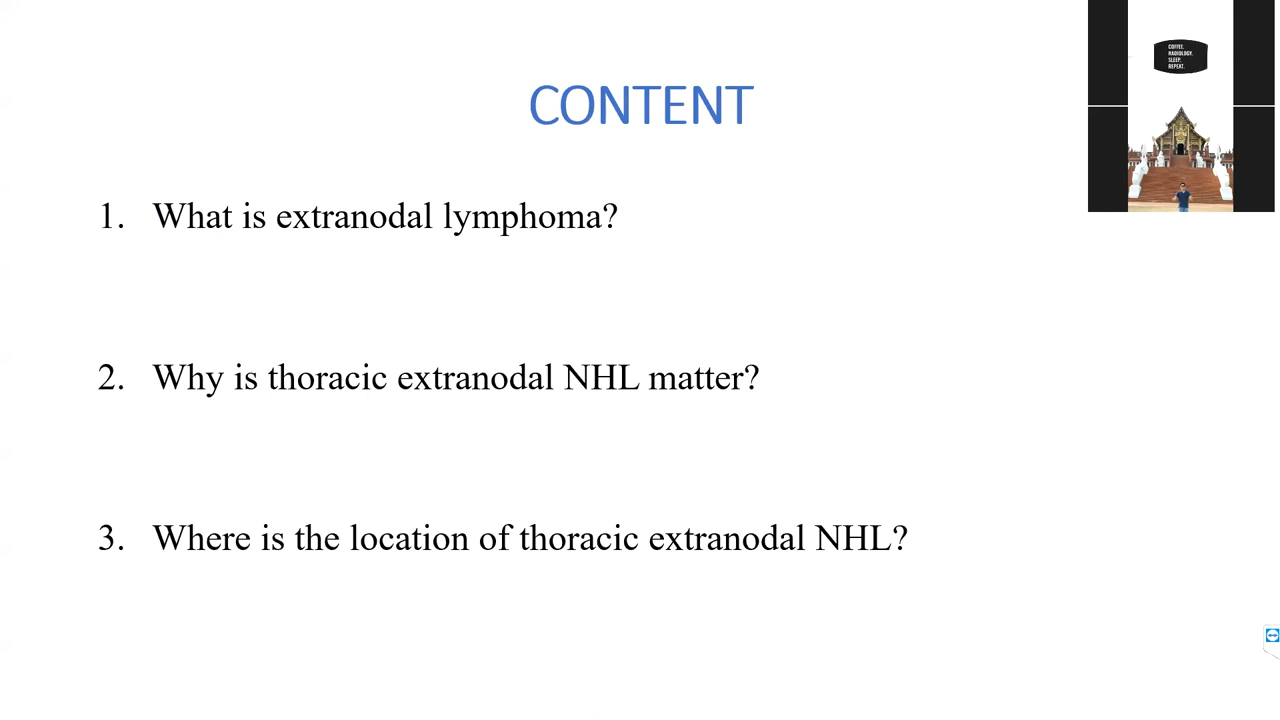 CONTENT
COFFEE.
RADIOLOGY.
SLEEP.
REPEAT.
1. What is extranodal lymphoma?
2. Why is thoracic extranodal NHL matter?
3. Where is the location of thoracic extranodal NHL?